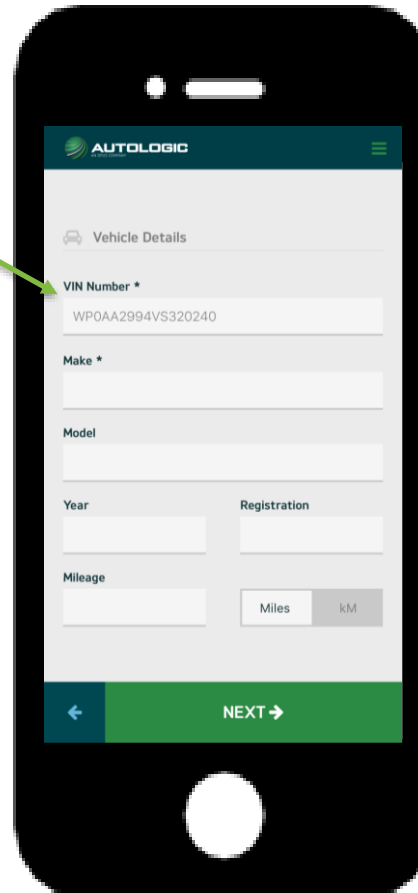 AUTOLOGIC
Vehicle Details
VIN Number *
WP0AA2994VS320240
Make *
Model
Year Registration
Mileage
Miles kM
NEXT